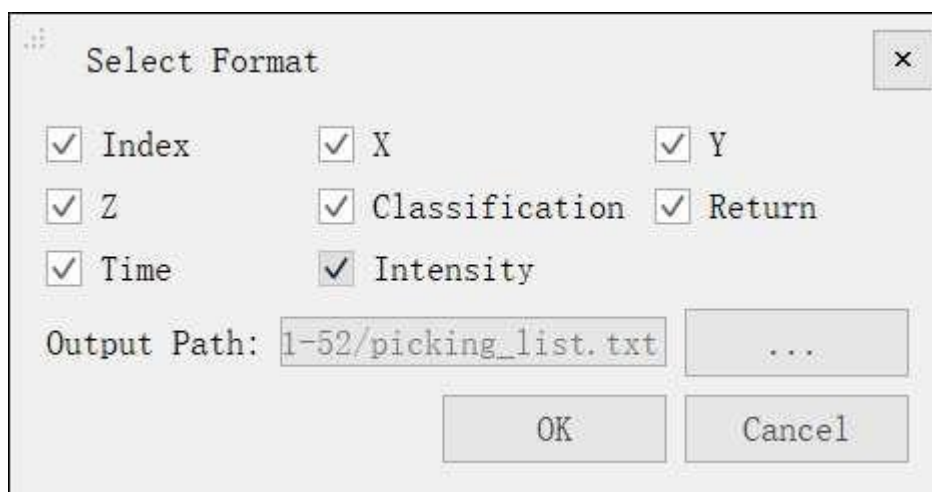 Select Format ×
Index X Y
Z Classification Return
Time Intensity
Output Path: 1-52/picking_list.txt ...
OK Cancel